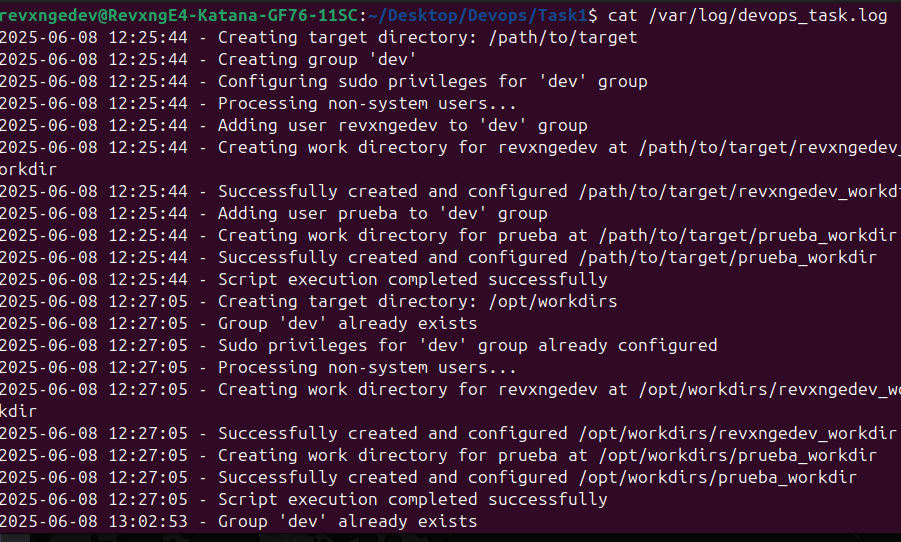 revxngedev@RevxngE4-Katana-GF76-11SC:~/Desktop/Devops/Task1$ cat /var/log/devops_task.log
2025-06-08 12:25:44 - Creating target directory: /path/to/target
2025-06-08 12:25:44 - Creating group 'dev'
2025-06-08 12:25:44 - Configuring sudo privileges for 'dev' group
2025-06-08 12:25:44 - Processing non-system users...
2025-06-08 12:25:44 - Adding user revxngedev to 'dev' group
2025-06-08 12:25:44 - Creating work directory for revxngedev at /path/to/target/revxngedev_
orkdir
2025-06-08 12:25:44 - Successfully created and configured /path/to/target/revxngedev_workdi
2025-06-08 12:25:44 - Adding user prueba to 'dev' group
2025-06-08 12:25:44 - Creating work directory for prueba at /path/to/target/prueba_workdir
2025-06-08 12:25:44 - Successfully created and configured /path/to/target/prueba_workdir
2025-06-08 12:25:44 - Script execution completed successfully
2025-06-08 12:27:05 - Creating target directory: /opt/workdirs
2025-06-08 12:27:05 - Group 'dev' already exists
2025-06-08 12:27:05 - Sudo privileges for 'dev' group already configured
2025-06-08 12:27:05 - Processing non-system users...
2025-06-08 12:27:05 - Creating work directory for revxngedev at /opt/workdirs/revxngedev_wo
kdir
2025-06-08 12:27:05 - Successfully created and configured /opt/workdirs/revxngedev_workdir
2025-06-08 12:27:05 - Creating work directory for prueba at /opt/workdirs/prueba_workdir
2025-06-08 12:27:05 - Successfully created and configured /opt/workdirs/prueba_workdir
2025-06-08 12:27:05 - Script execution completed successfully
2025-06-08 13:02:53 - Group 'dev' already exists